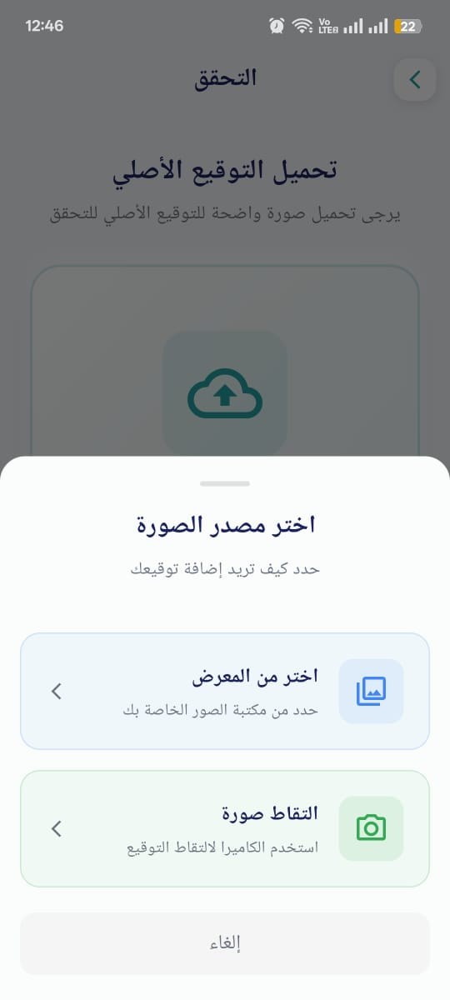 12:46
Vo
LTE
22
التحقق
تحميل التوقيع الأصلي
يرجى تحميل صورة واضحة للتوقيع الأصلي للتحقق
اختر مصدر الصورة
حدد كيف تريد إضافة توقيعك
اختر من المعرض
حدد من مكتبة الصور الخاصة بك
التقاط صورة
استخدم الكاميرا لالتقاط التوقيع
إلغاء